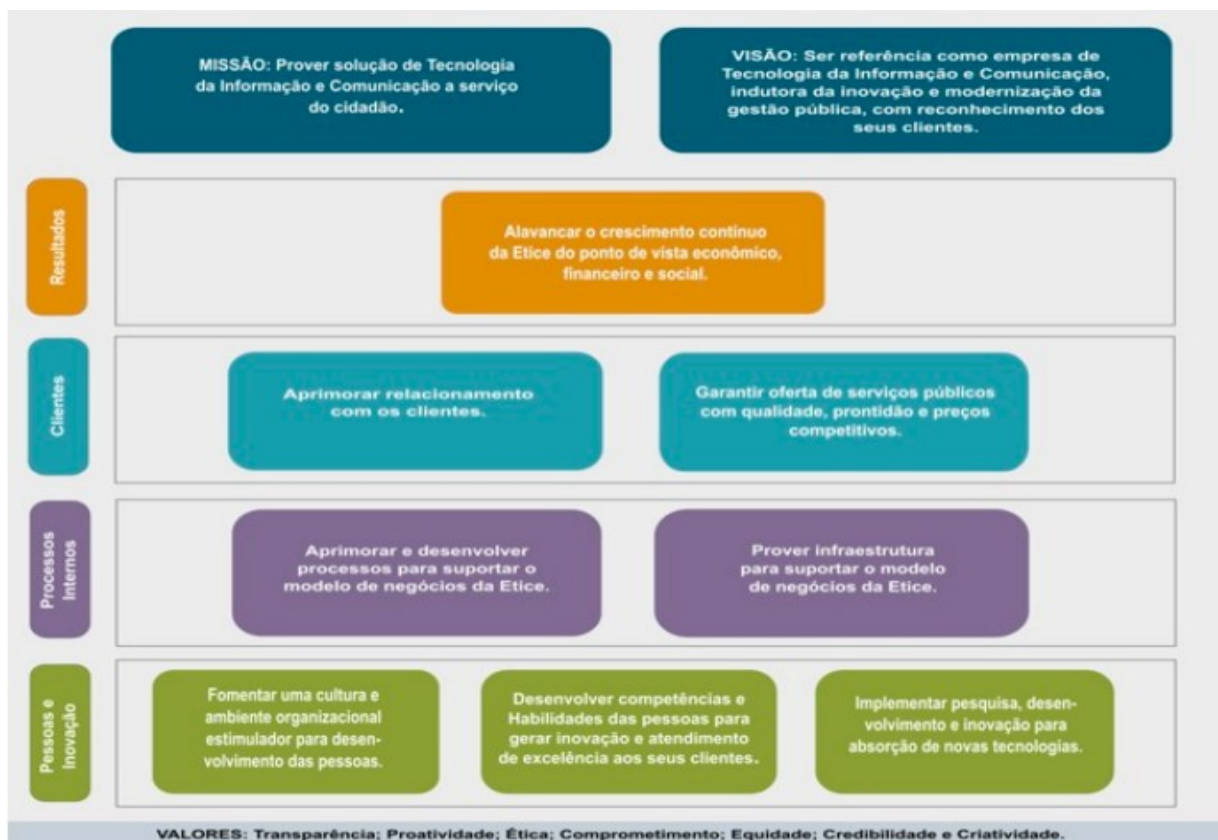 MISSÃO: Prover solução de Tecnologia
da Informação e Comunicação a serviço
do cidadão.
VISÃO: Ser referência como empresa de
Tecnologia da Informação e Comunicação,
indutora da inovação e modernização da
gestão pública, com reconhecimento dos
seus clientes.
Resultados
Alavancar o crescimento continuo
da Etice do ponto de vista econômico,
financeiro e social.
Clientes
Aprimorar relacionamento
com os clientes.
Garantir oferta de serviços públicos
com qualidade, prontidão e preços
competitivos.
Processos
Internos
Aprimorar e desenvolver
processos para suportar o
modelo de negócios da Etice.
Prover infraestrutura
para suportar o modelo
de negócios da Etice.
Pessoas e
Inovação
Fomentar uma cultura e
ambiente organizacional
estimulador para desen-
volvimento das pessoas.
Desenvolver competências e
Habilidades das pessoas para
gerar inovação e atendimento
de excelência aos seus clientes.
Implementar pesquisa, desen-
volvimento e inovação para
absorção de novas tecnologias.
VALORES: Transparência; Proatividade; Ética; Comprometimento; Equidade; Credibilidade e Criatividade.